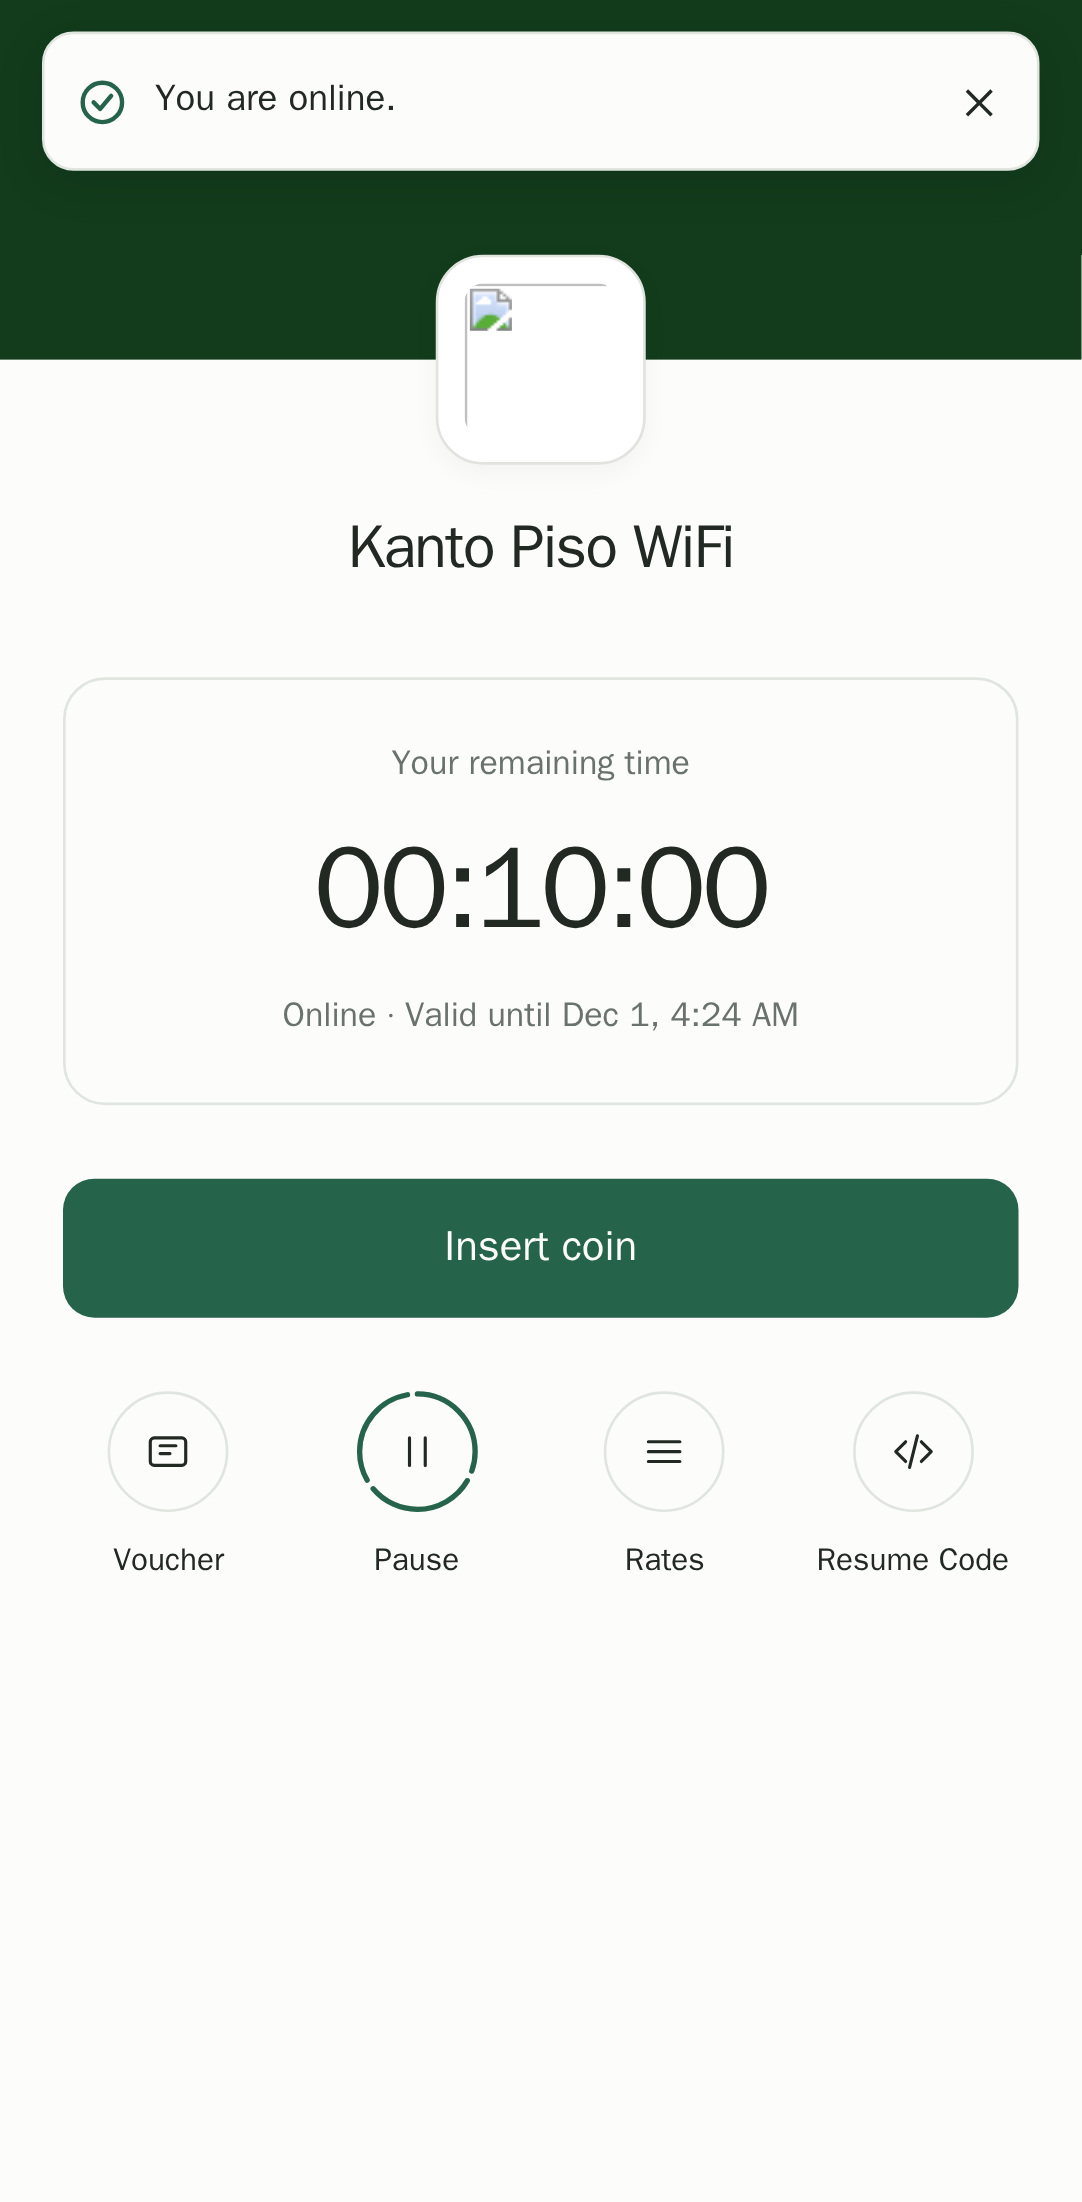 You are online.
Kanto Piso WiFi
Your remaining time
00:10:00
Online · Valid until Dec 1, 4:24 AM
Insert coin
Voucher
Pause
Rates
Resume Code